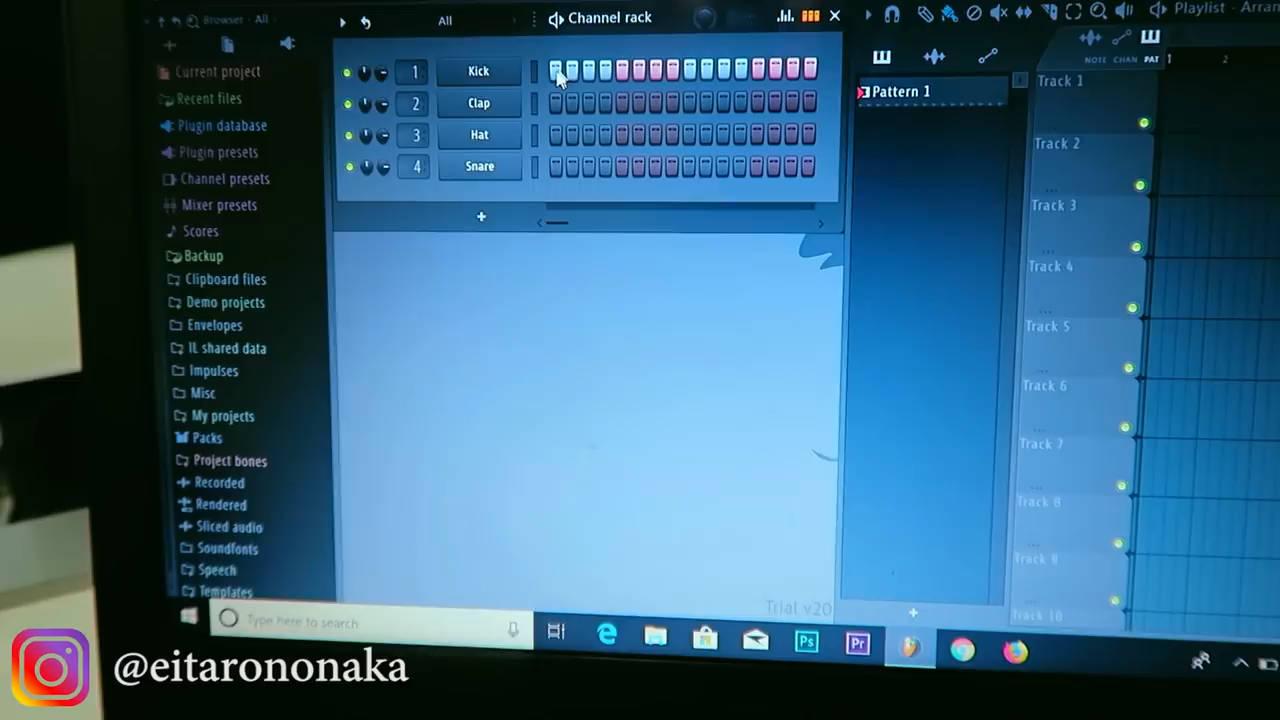 Browser - All
All
Channel rack
Playlist - Arran
Current project
Recent files
Plugin database
Plugin presets
Channel presets
Mixer presets
Scores
Backup
Clipboard files
Demo projects
Envelopes
IL shared data
Impulses
Misc
My projects
Packs
Project bones
Recorded
Rendered
Sliced audio
Soundfonts
Speech
Templates
1 Kick
2 Clap
3 Hat
4 Snare
Pattern 1
NOTE CHAN PAT
1 2
Track 1
Track 2
Track 3
Track 4
Track 5
Track 6
Track 7
Track 8
Track 9
Track 10
Trial v20
Type here to search
Ps
Pr
@eitarononaka